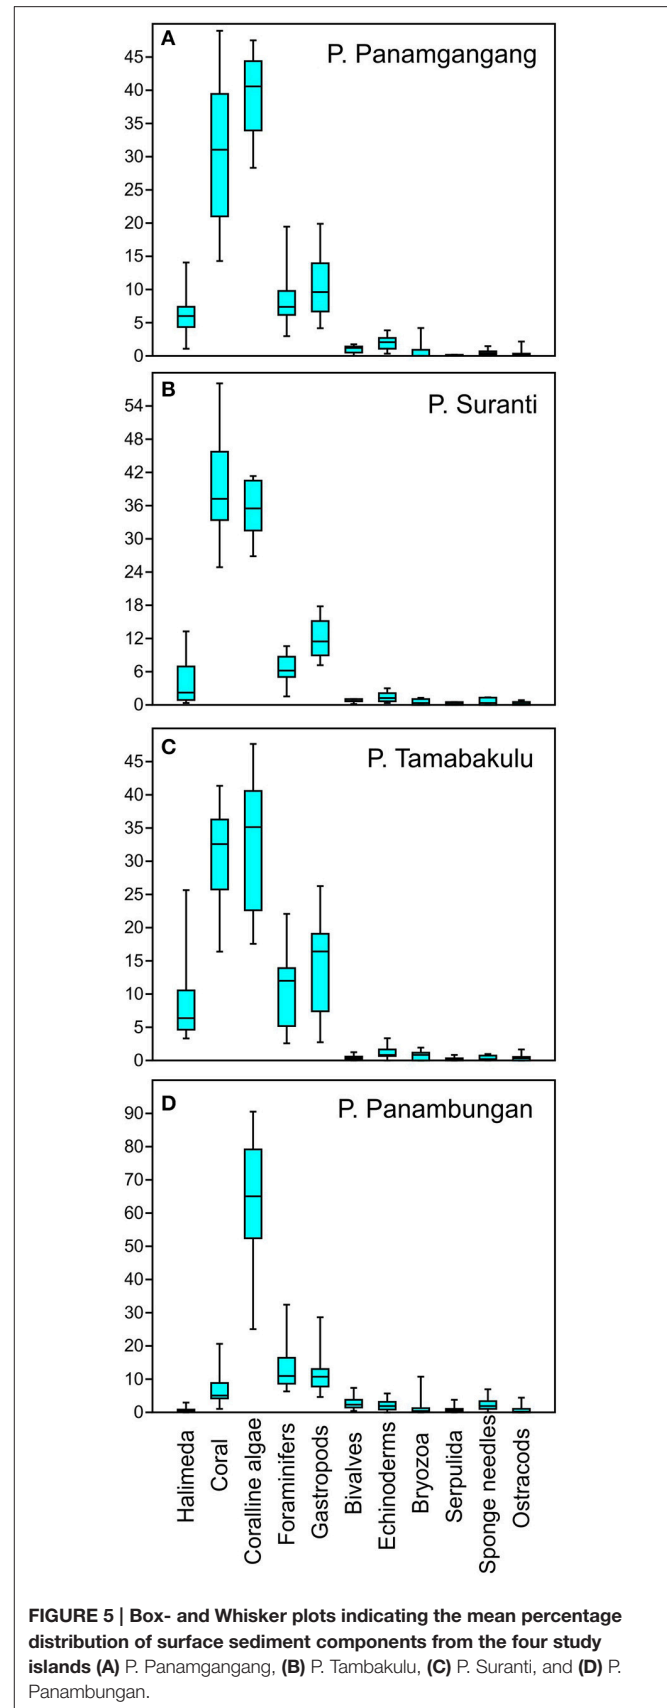 A
P. Panamgangang
45
40
35
30
25
20
15
10
5
0
B
P. Suranti
54
48
42
36
30
24
18
12
6
0
C
P. Tamabakulu
45
40
35
30
25
20
15
10
5
0
D
P. Panambungan
90
80
70
60
50
40
30
20
10
0
Halimeda
Coral
Coralline algae
Foraminifers
Gastropods
Bivalves
Echinoderms
Bryozoa
Serpulida
Sponge needles
Ostracods
FIGURE 5 | Box- and Whisker plots indicating the mean percentage
distribution of surface sediment components from the four study
islands (A) P. Panamgangang, (B) P. Tambakulu, (C) P. Suranti, and (D) P.
Panambungan.